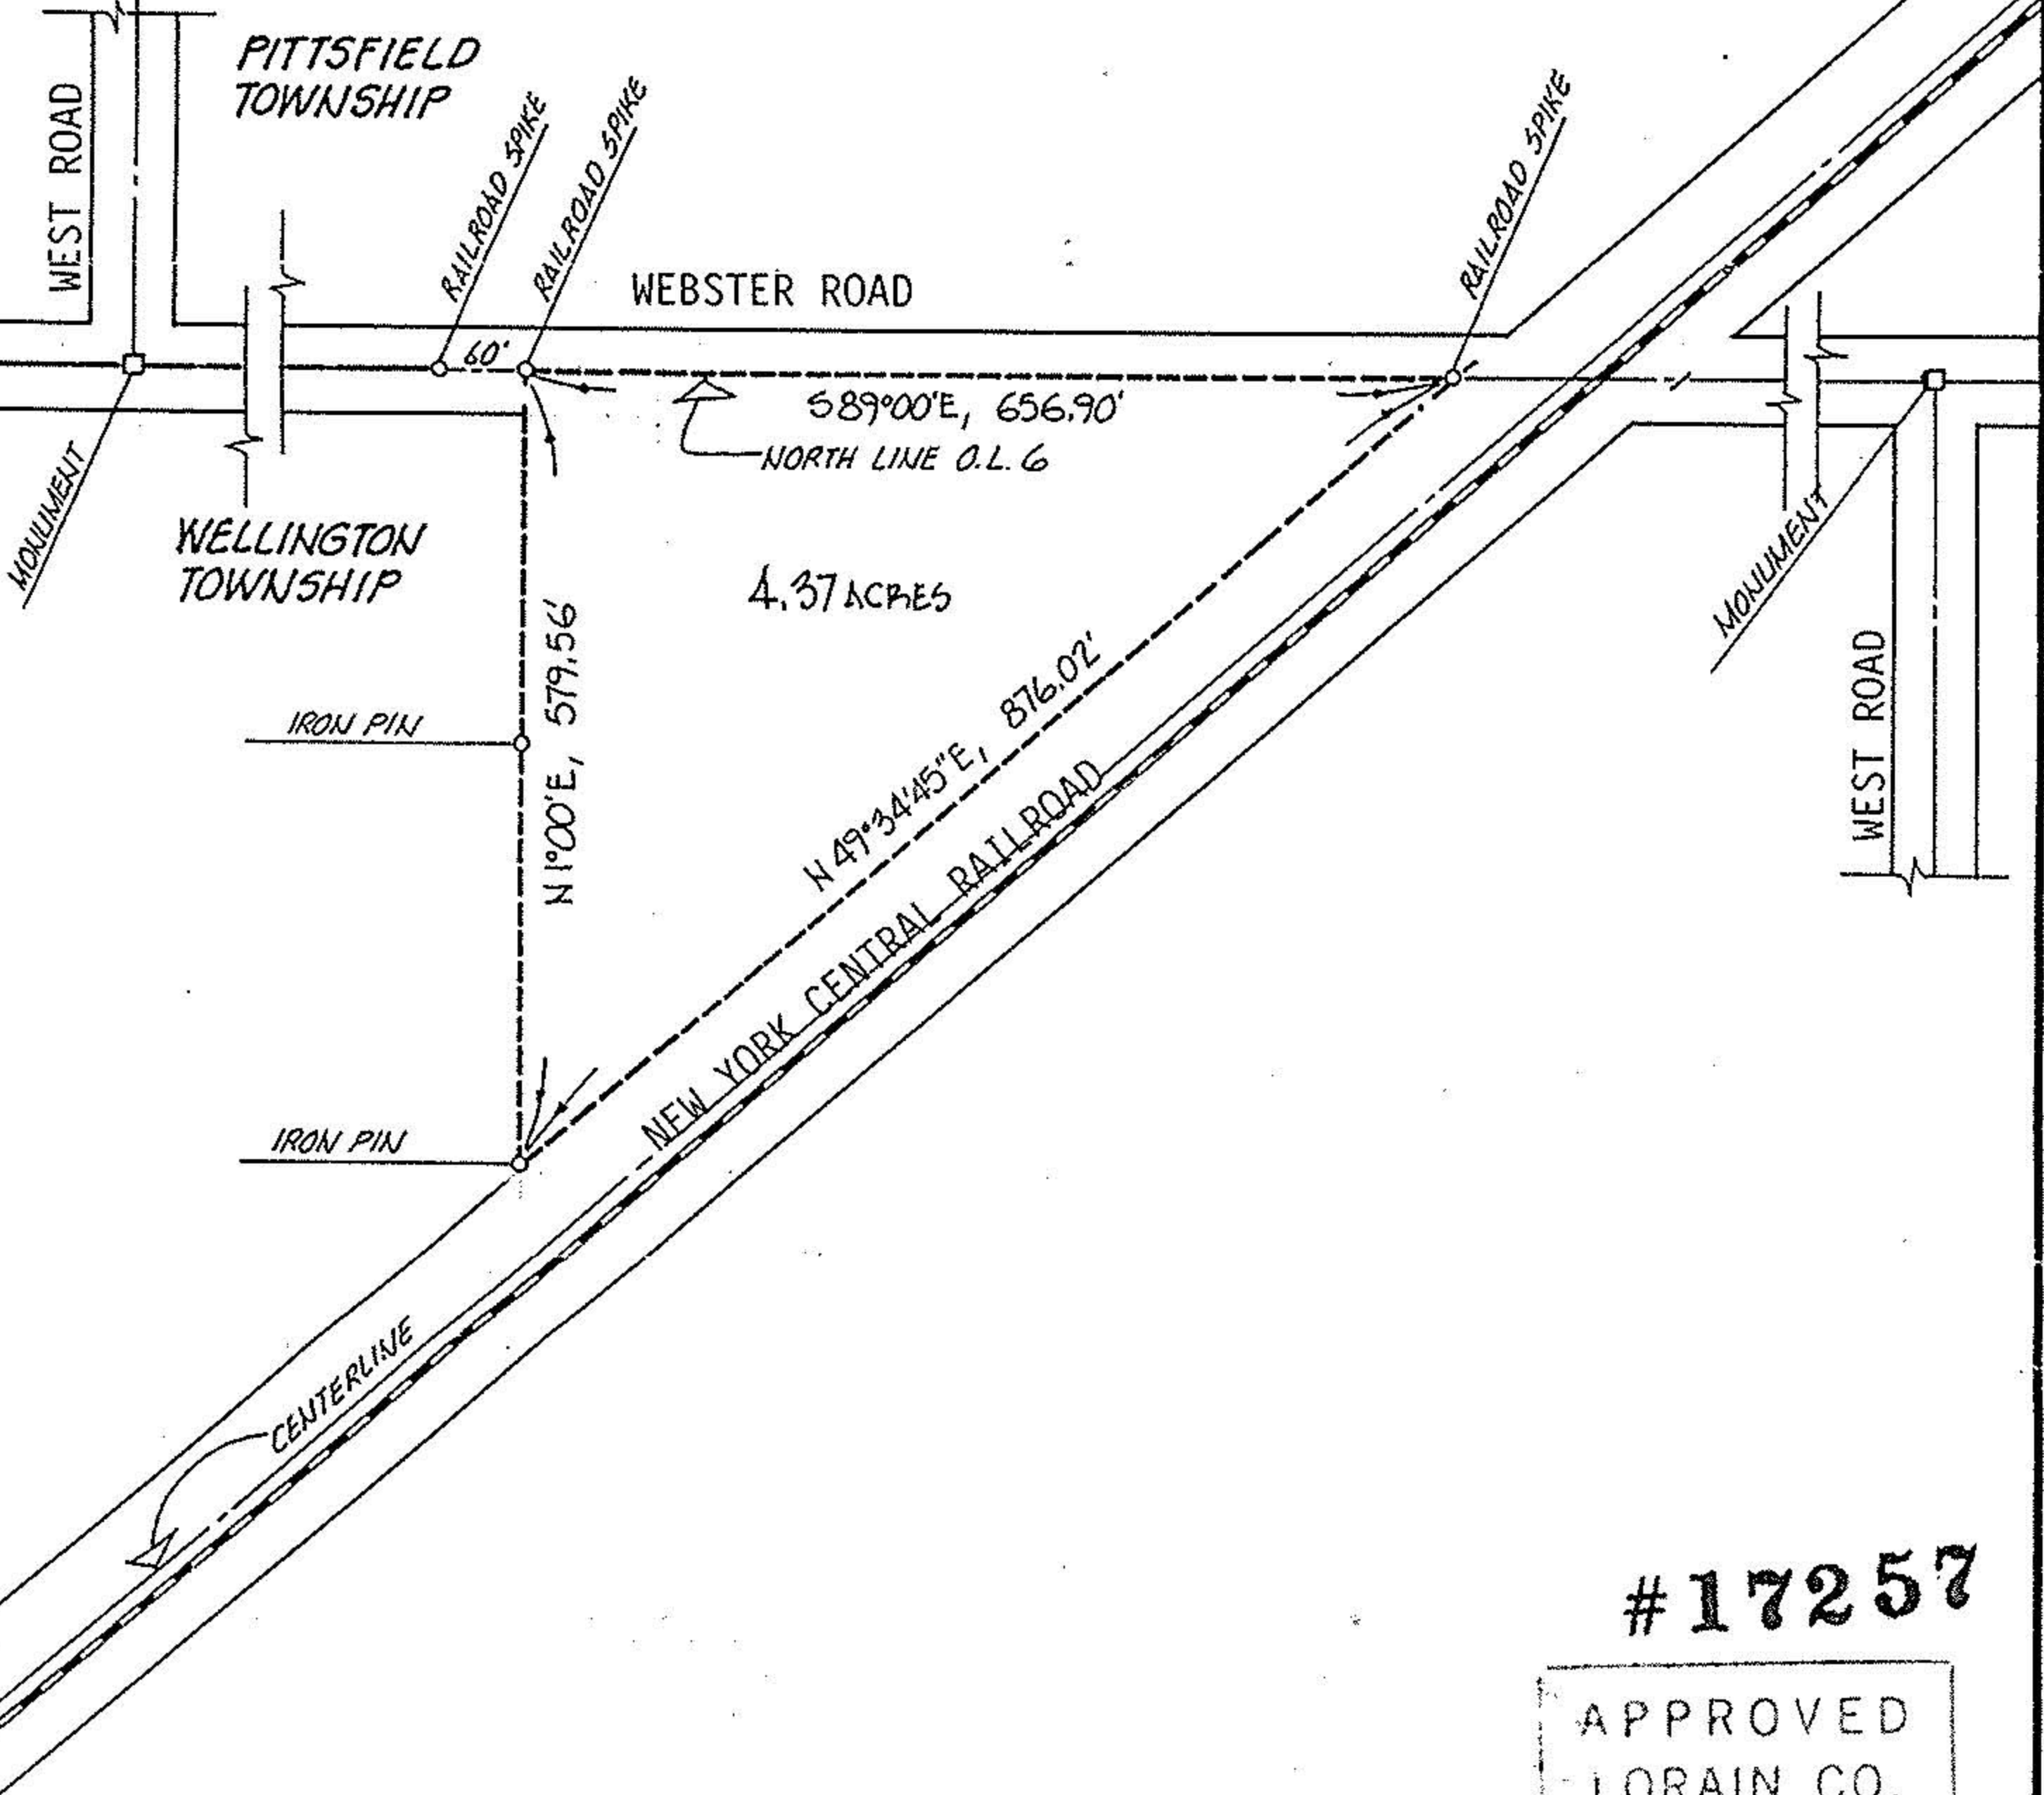 PITTSFIELD
TOWNSHIP
WEST ROAD
RAILROAD SPIKE
RAILROAD SPIKE
RAILROAD SPIKE
WEBSTER ROAD
60'
S89°00'E, 656.90'
NORTH LINE O.L. 6
MONUMENT
WELLINGTON
TOWNSHIP
4.37 ACRES
MONUMENT
WEST ROAD
IRON PIN
N1°00'E, 579.56'
N49°34'45"E, 876.02'
NEW YORK CENTRAL RAILROAD
IRON PIN
CENTERLINE
#17257
APPROVED
LORAIN CO.